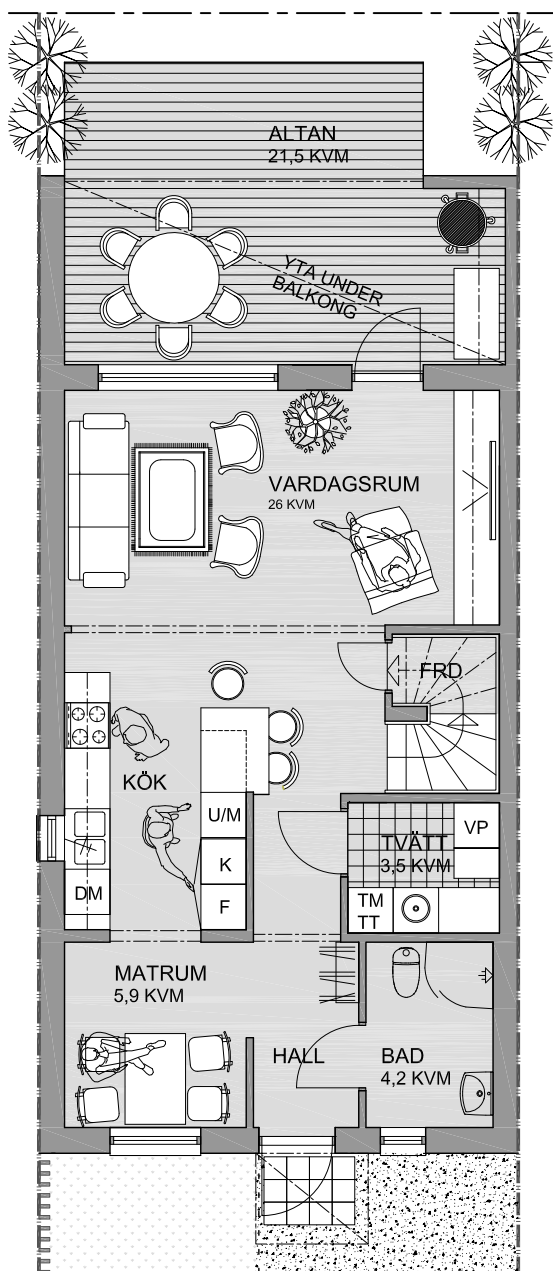 ALTAN
21,5 KVM
YTA UNDER
BALKONG
VARDAGSRUM
26 KVM
FRD
KÖK
U/M
K
F
DM
TVÄTT
3,5 KVM
VP
TM
TT
MATRUM
5,9 KVM
HALL
BAD
4,2 KVM